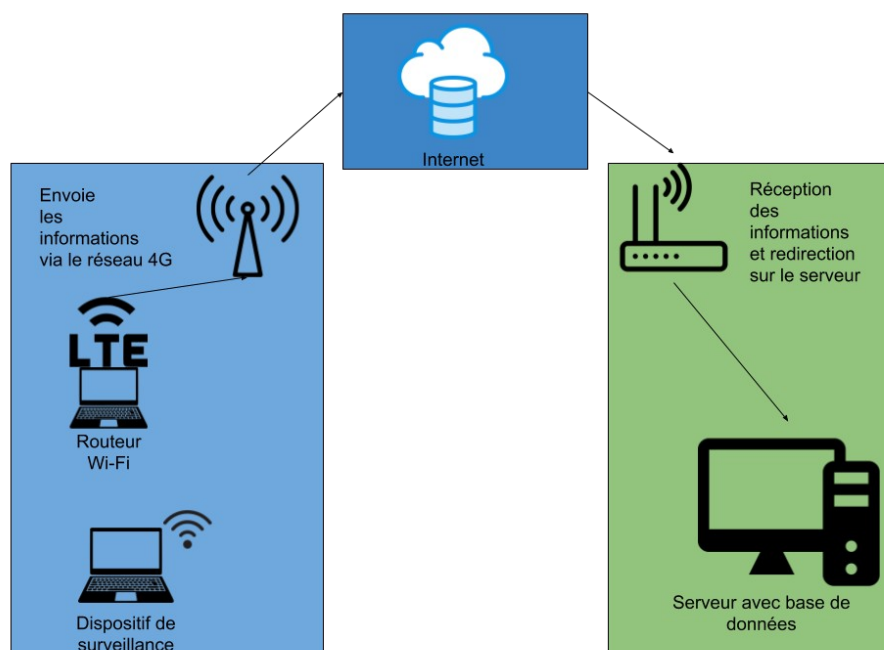 Internet
Envoie
les
informations
via le réseau 4G
LTE
Routeur
Wi-Fi
Dispositif de
surveillance
Réception
des
informations
et redirection
sur le serveur
Serveur avec base de
données